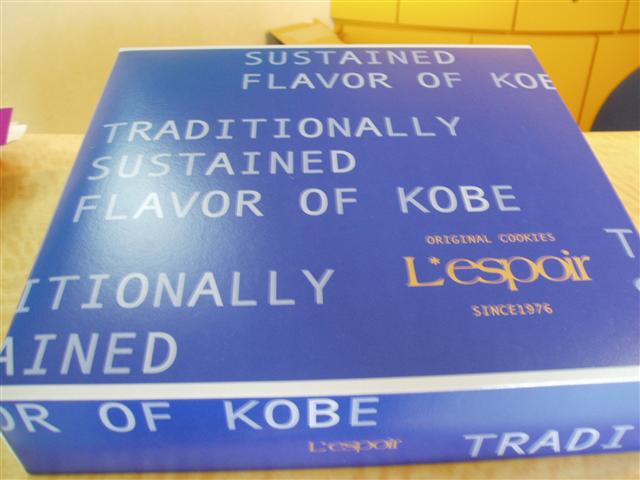 SUSTAINED
FLAVOR OF KOBE
TRADITIONALLY
SUSTAINED
FLAVOR OF KOBE
ORIGINAL COOKIES
L*espoir
SINCE1976
T
ITIONALLY
AINED
OR OF KOBE
L'espoir
TRADI